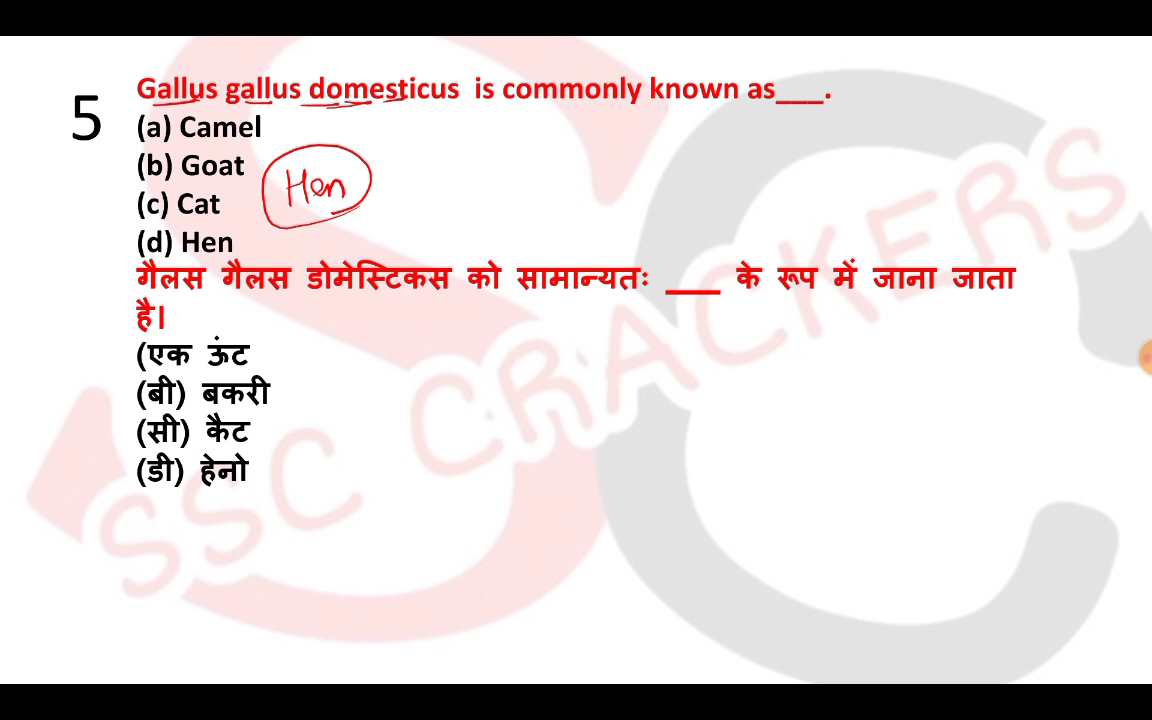 5
Gallus gallus domesticus is commonly known as___.
(a) Camel
(b) Goat
(c) Cat
(d) Hen
Hen
गैलस गैलस डोमेस्टिकस को सामान्यतः ___ के रूप में जाना जाता
है।
(एक ऊंट
(बी) बकरी
(सी) कैट
(डी) हेनो
SSC CRACKERS